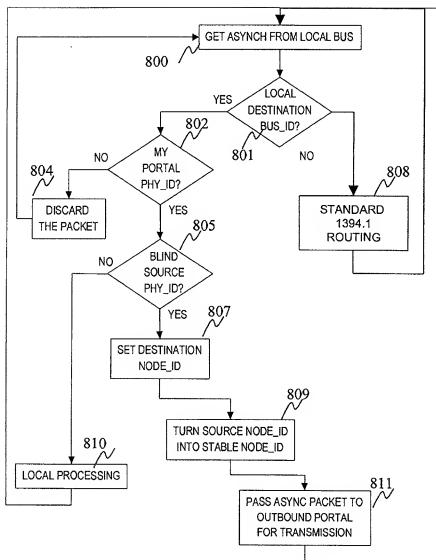 GET ASYNCH FROM LOCAL BUS
800
YES
LOCAL
DESTINATION
BUS_ID?
801
NO
802
NO
MY
PORTAL
PHY_ID?
YES
804
DISCARD
THE PACKET
808
STANDARD
1394.1
ROUTING
805
NO
BLIND
SOURCE
PHY_ID?
YES
807
SET DESTINATION
NODE_ID
809
TURN SOURCE NODE_ID
INTO STABLE NODE_ID
810
LOCAL PROCESSING
811
PASS ASYNC PACKET TO
OUTBOUND PORTAL
FOR TRANSMISSION